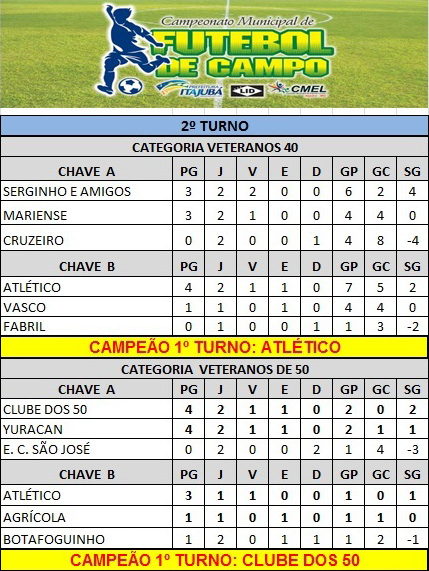 Campeonato Municipal de
FUTEBOL
DE CAMPO
PREFEITURA ITAJUBÁ LID CMEL
2º TURNO
CATEGORIA VETERANOS 40
CHAVE A PG J V E D GP GC SG
SERGINHO E AMIGOS 3 2 2 0 0 6 2 4
MARIENSE 3 2 1 0 0 4 4 0
CRUZEIRO 0 2 0 0 1 4 8 -4
CHAVE B PG J V E D GP GC SG
ATLÉTICO 4 2 1 1 0 7 5 2
VASCO 1 1 0 1 0 4 4 0
FABRIL 0 1 0 0 1 1 3 -2
CAMPEÃO 1º TURNO: ATLÉTICO
CATEGORIA VETERANOS DE 50
CHAVE A PG J V E D GP GC SG
CLUBE DOS 50 4 2 1 1 0 2 0 2
YURACAN 4 2 1 1 0 2 1 1
E. C. SÃO JOSÉ 0 2 0 0 2 1 4 -3
CHAVE B PG J V E D GP GC SG
ATLÉTICO 3 1 1 0 0 1 0 1
AGRÍCOLA 1 1 0 1 0 1 1 0
BOTAFOGUINHO 1 2 0 1 1 1 2 -1
CAMPEÃO 1º TURNO: CLUBE DOS 50